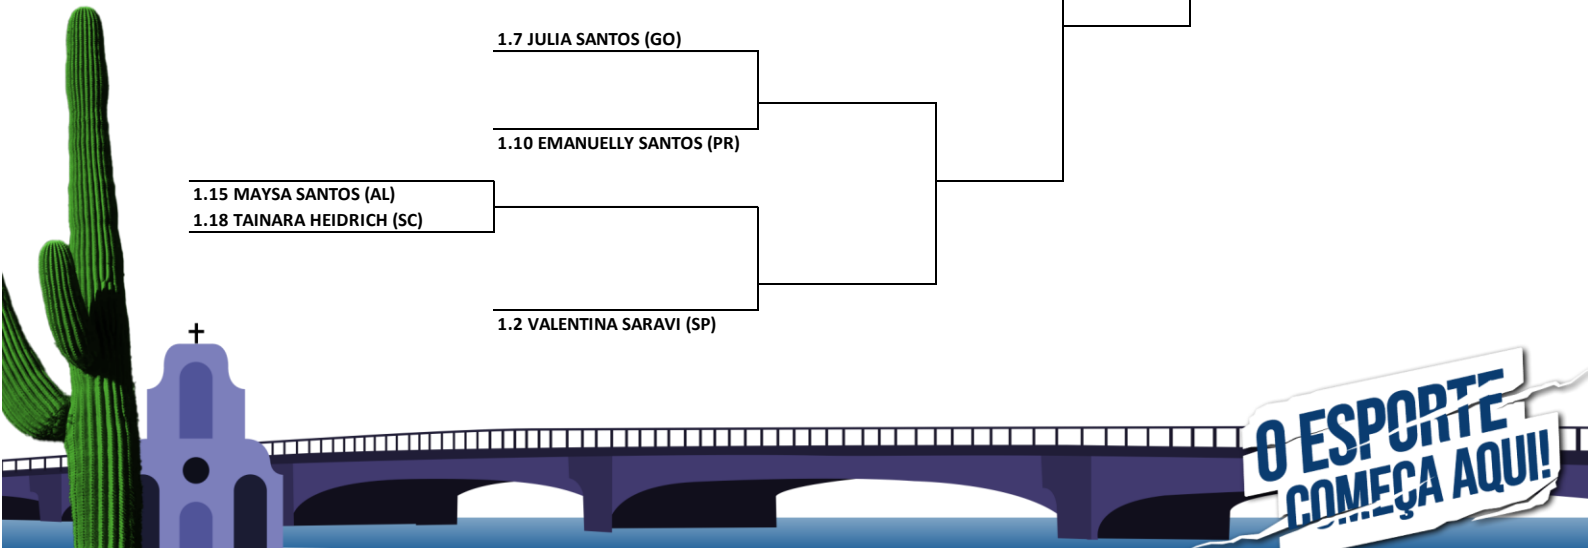 1.7 JULIA SANTOS (GO)
1.10 EMANUELLY SANTOS (PR)
1.15 MAYSA SANTOS (AL)
1.18 TAINARA HEIDRICH (SC)
1.2 VALENTINA SARAVI (SP)
O ESPORTE
COMEÇA AQUI!